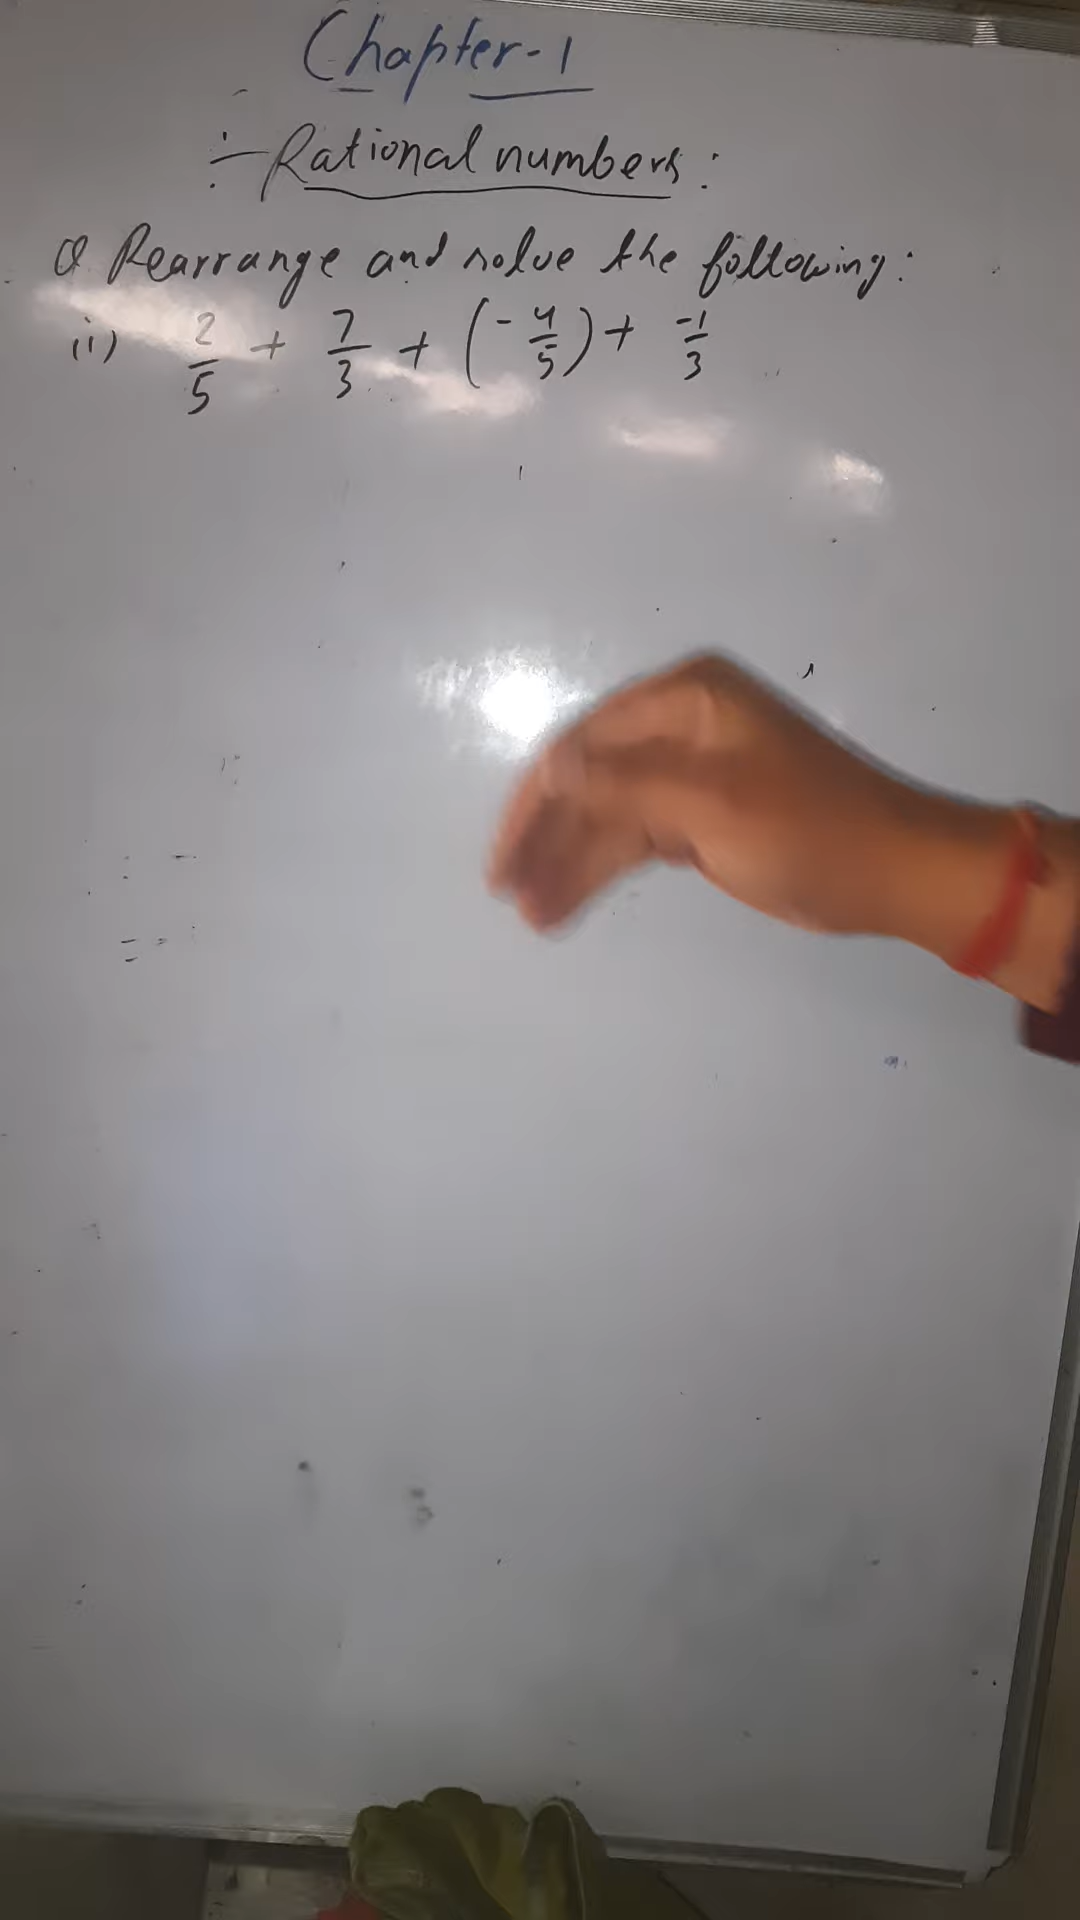 Chapter-1
÷ Rational numbers :
Q Rearrange and solve the following:
(i) 2/5 + 7/3 + (-4/5) + -1/3